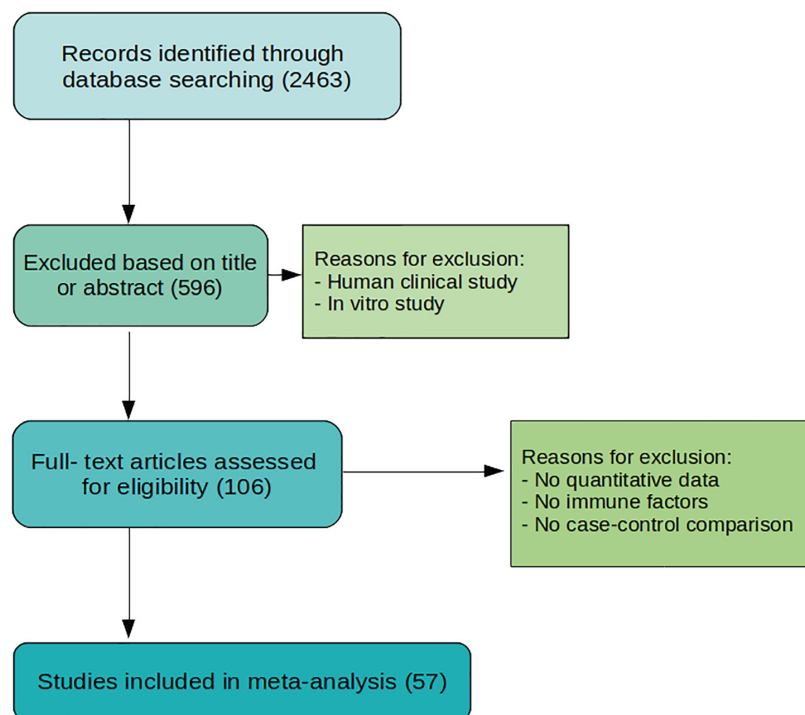 Records identified through
database searching (2463)
Excluded based on title
or abstract (596)
Reasons for exclusion:
- Human clinical study
- In vitro study
Full- text articles assessed
for eligibility (106)
Reasons for exclusion:
- No quantitative data
- No immune factors
- No case-control comparison
Studies included in meta-analysis (57)